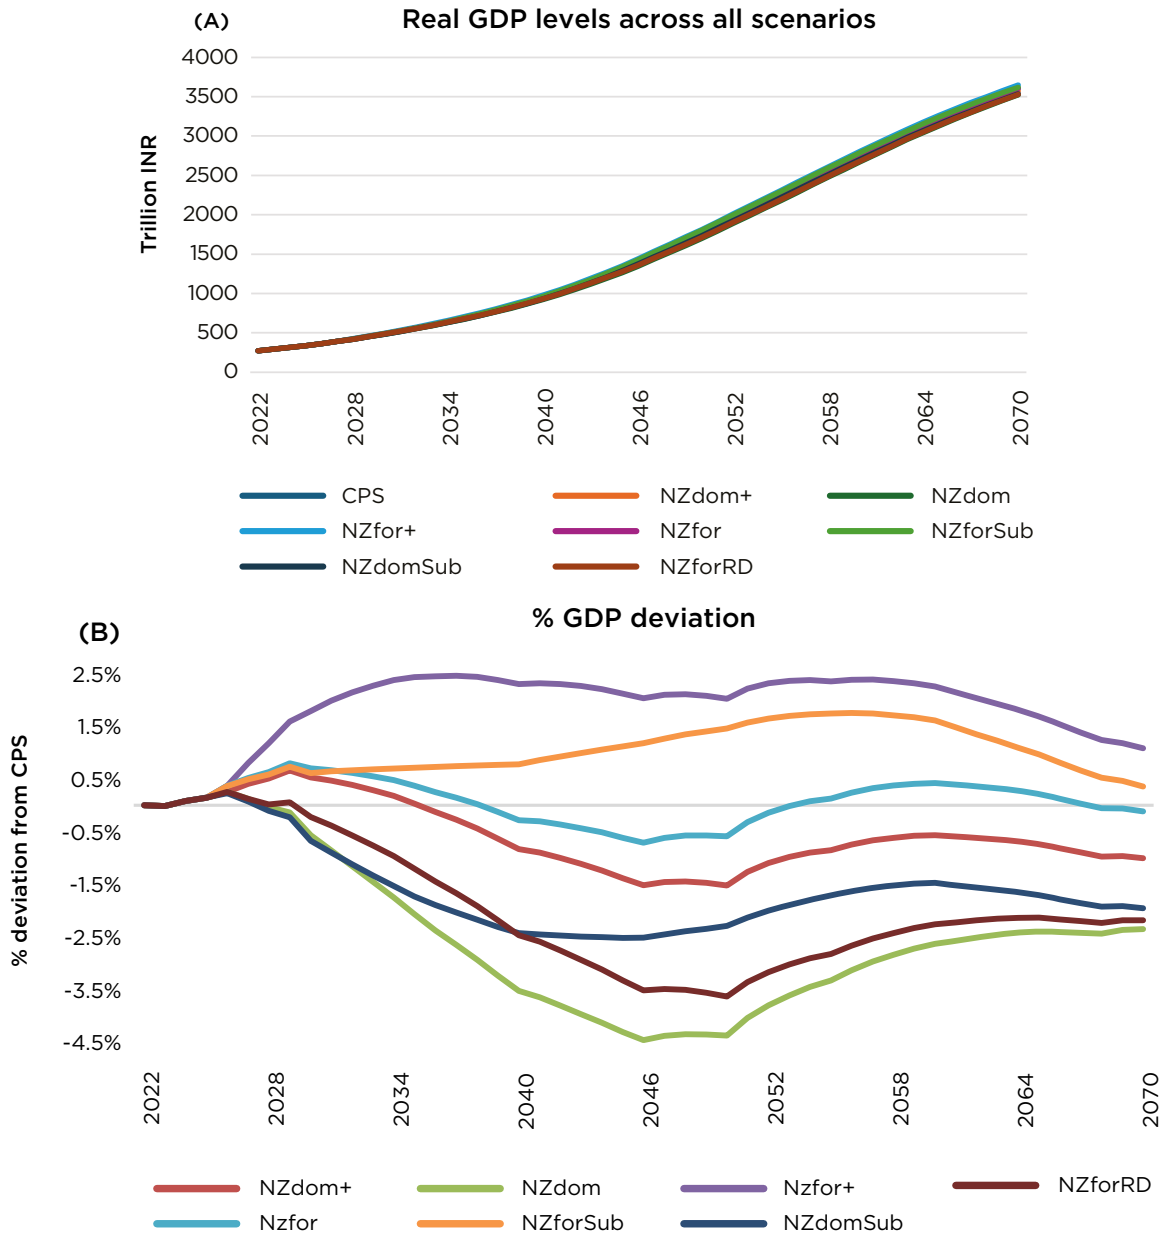 (A)
Real GDP levels across all scenarios
Trillion INR
4000
3500
3000
2500
2000
1500
1000
500
0
2022 2028 2034 2040 2046 2052 2058 2064 2070
CPS NZdom+ NZdom
NZfor+ NZfor NZforSub
NZdomSub NZforRD
(B)
% GDP deviation
% deviation from CPS
2.5%
1.5%
0.5%
-0.5%
-1.5%
-2.5%
-3.5%
-4.5%
2022 2028 2034 2040 2046 2052 2058 2064 2070
NZdom+ NZdom Nzfor+ NZforRD
Nzfor NZforSub NZdomSub